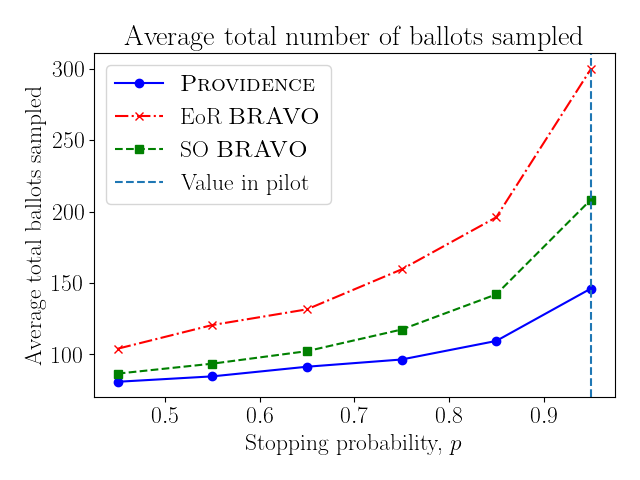 Average total number of ballots sampled
Average total ballots sampled
300
250
200
150
100
PROVIDENCE
EoR BRAVO
SO BRAVO
Value in pilot
0.5
0.6
0.7
0.8
0.9
Stopping probability, p